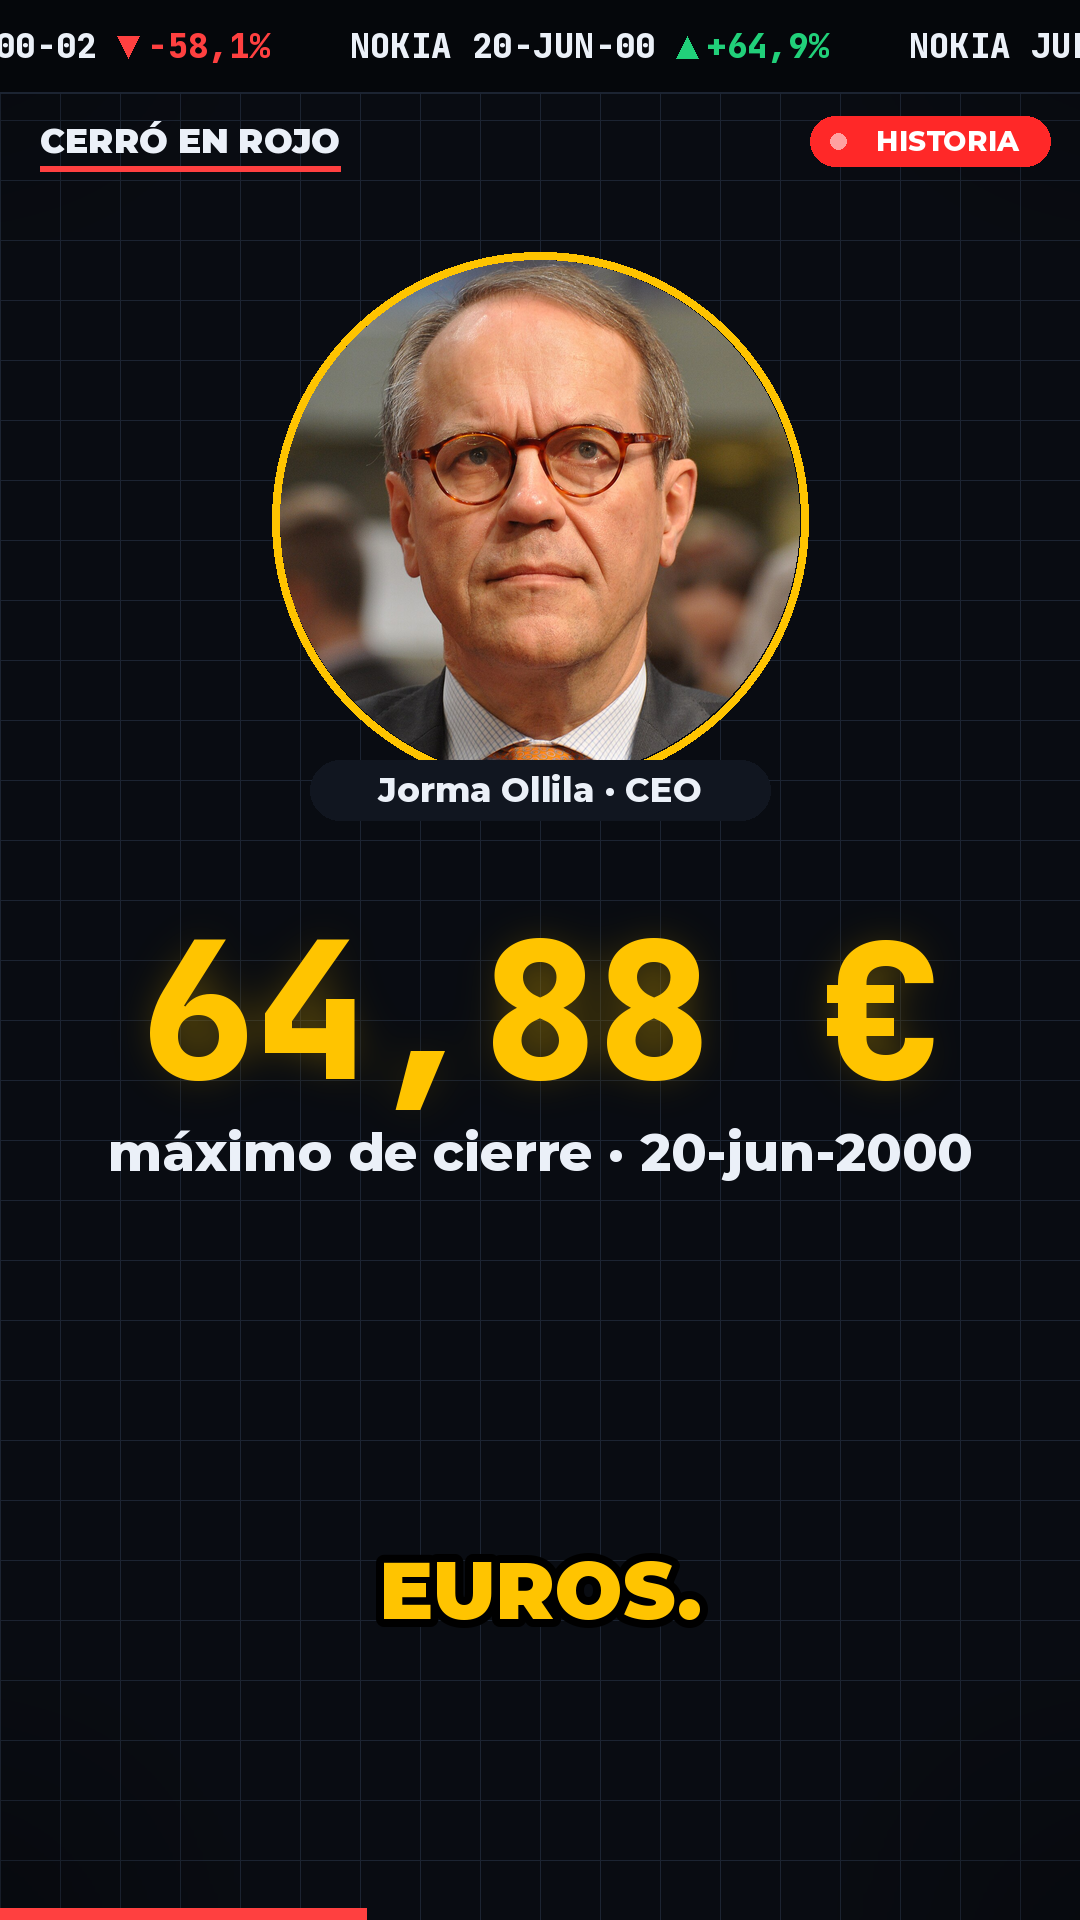 00-02 ▼-58,1% NOKIA 20-JUN-00 ▲+64,9% NOKIA JU
CERRÓ EN ROJO
HISTORIA
Jorma Ollila • CEO
64,88 €
máximo de cierre • 20-jun-2000
EUROS.